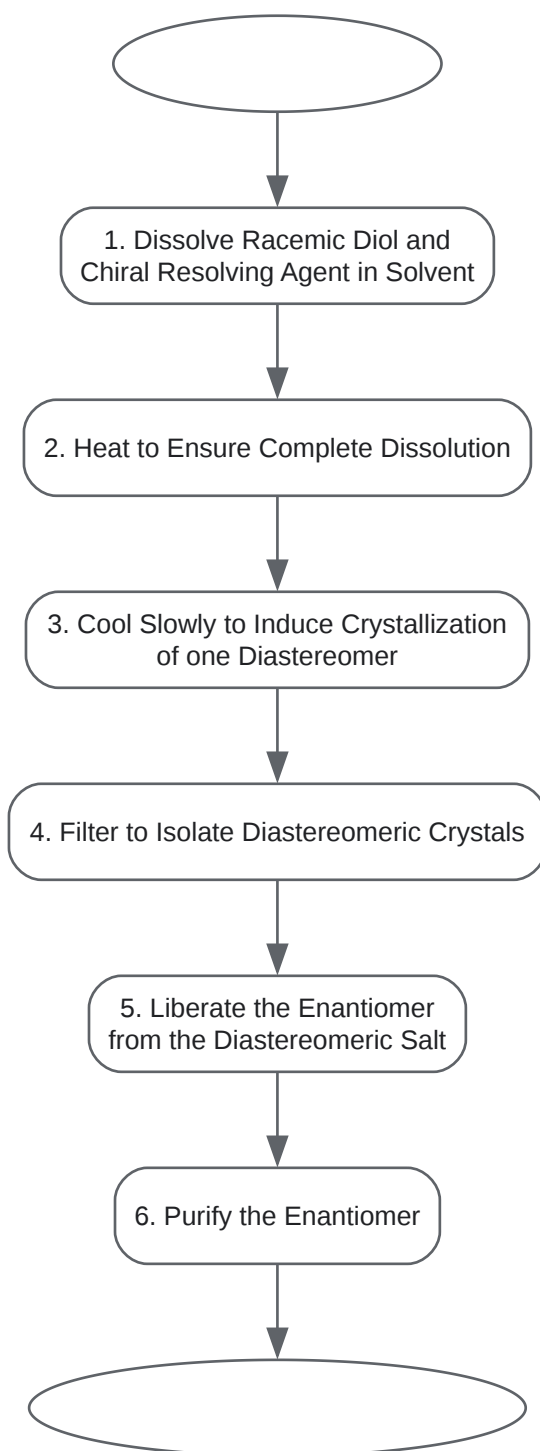 1. Dissolve Racemic Diol and
Chiral Resolving Agent in Solvent
2. Heat to Ensure Complete Dissolution
3. Cool Slowly to Induce Crystallization
of one Diastereomer
4. Filter to Isolate Diastereomeric Crystals
5. Liberate the Enantiomer
from the Diastereomeric Salt
6. Purify the Enantiomer